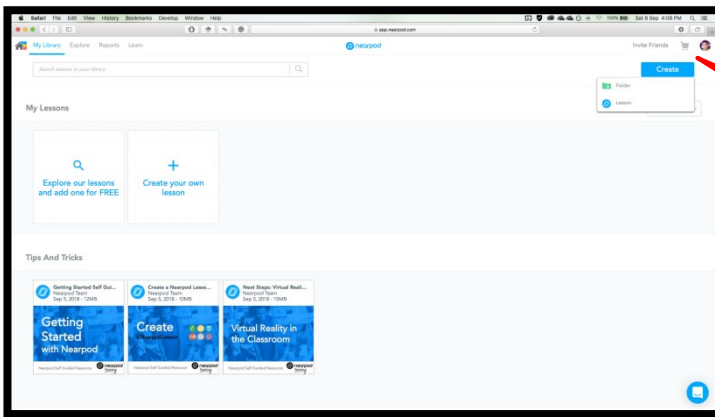 Safari File Edit View History Bookmarks Develop Window Help
100% Sat 8 Sep 4:08 PM
app.nearpod.com
My Library Explore Reports Learn
nearpod
Invite Friends
Search lessons in your library
Create
Folder
Lesson
My Lessons
Explore our lessons
and add one for FREE
Create your own
lesson
Tips And Tricks
Getting Started Self Gui...
Nearpod Team
Sep 5, 2018 - 12MB
Getting
Started
with Nearpod
Nearpod Self Guided Resource
nearpod
Create a Nearpod Lesso...
Nearpod Team
Sep 5, 2018 - 10MB
Create
a Nearpod Lesson
Nearpod Self Guided Resource
nearpod
Next Steps: Virtual Reali...
Nearpod Team
Sep 5, 2018 - 15MB
Virtual Reality in
the Classroom
Nearpod Self Guided Resource
nearpod